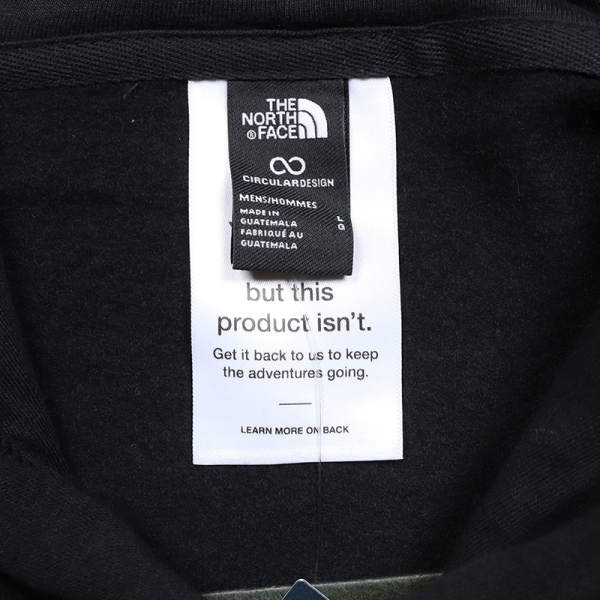 THE
NORTH
FACE
CIRCULARDESIGN
MENS/HOMMES
MADE IN
GUATEMALA
FABRIQUÉ AU
GUATEMALA
LG
but this
product isn't.
Get it back to us to keep
the adventures going.
LEARN MORE ON BACK